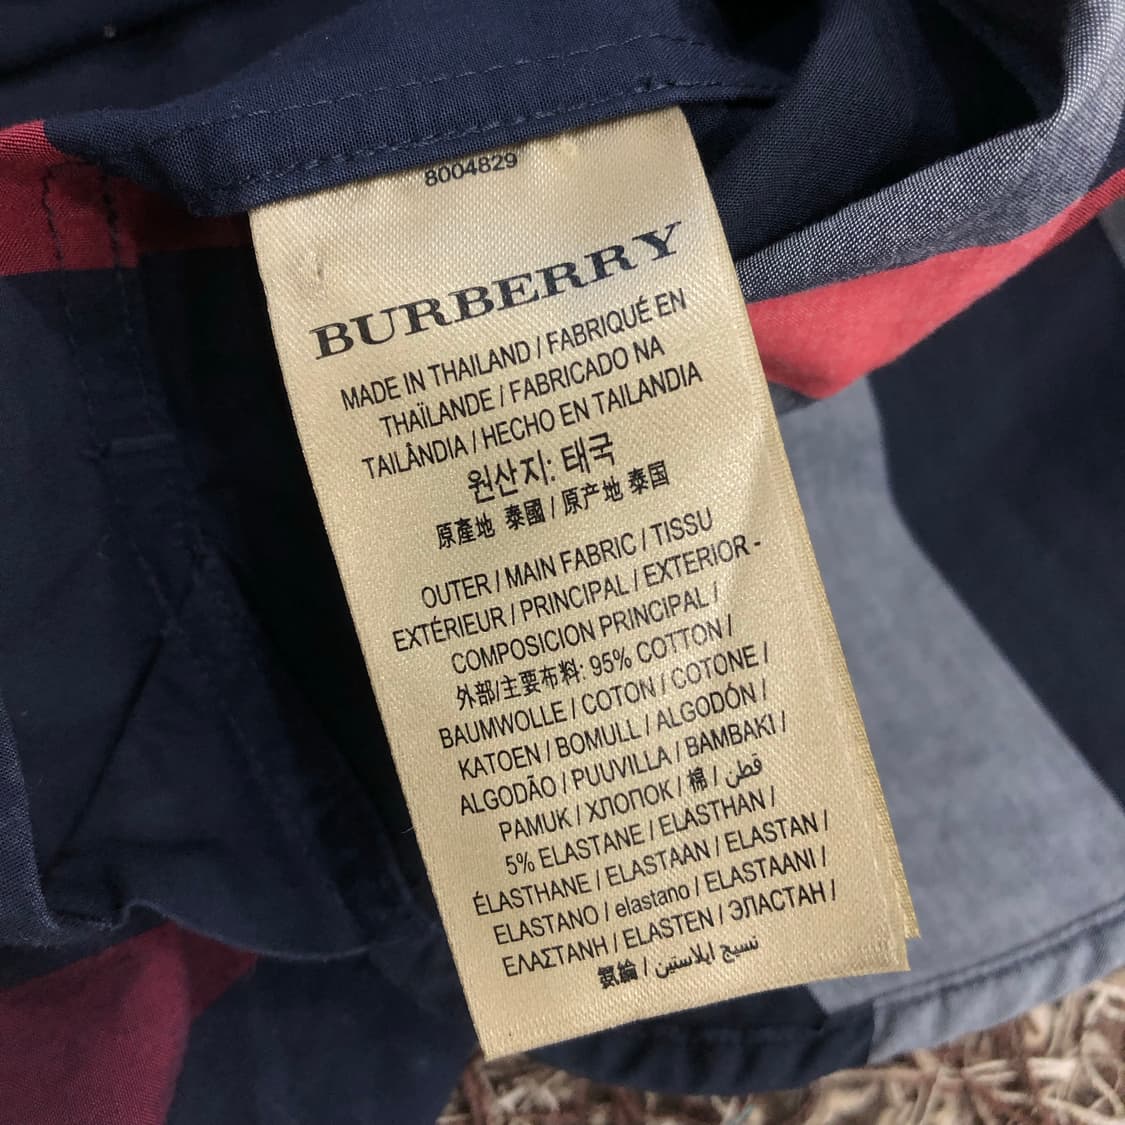 8004829
BURBERRY
MADE IN THAILAND / FABRIQUÉ EN
THAÏLANDE / FABRICADO NA
TAILÂNDIA / HECHO EN TAILANDIA
원산지: 태국
原產地 泰國 / 原产地 泰国
OUTER / MAIN FABRIC / TISSU
EXTÉRIEUR / PRINCIPAL / EXTERIOR -
COMPOSICION PRINCIPAL /
外部/主要布料: 95% COTTON /
BAUMWOLLE / COTON / COTONE /
KATOEN / BOMULL / ALGODÓN /
ALGODÃO / PUUVILLA / BAMBAKI /
PAMUK / ХЛОПОК / 棉 / قطن
5% ELASTANE / ELASTHAN /
ÉLASTHANE / ELASTAAN / ELASTAN /
ELASTANO / elastano / ELASTAANI /
ΕΛΑΣΤΑΝΗ / ELASTEN / ЭЛАСТАН /
氨綸 / نسيج ايلاستين